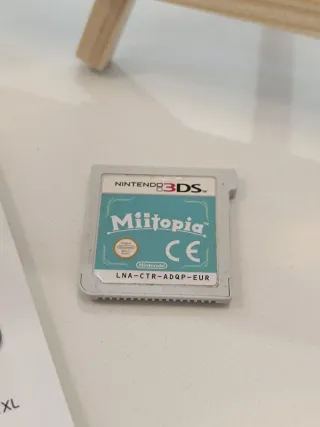 NINTENDO 3DS
Miitopia
CE
Nintendo
LNA-CTR-ADQP-EUR
XL